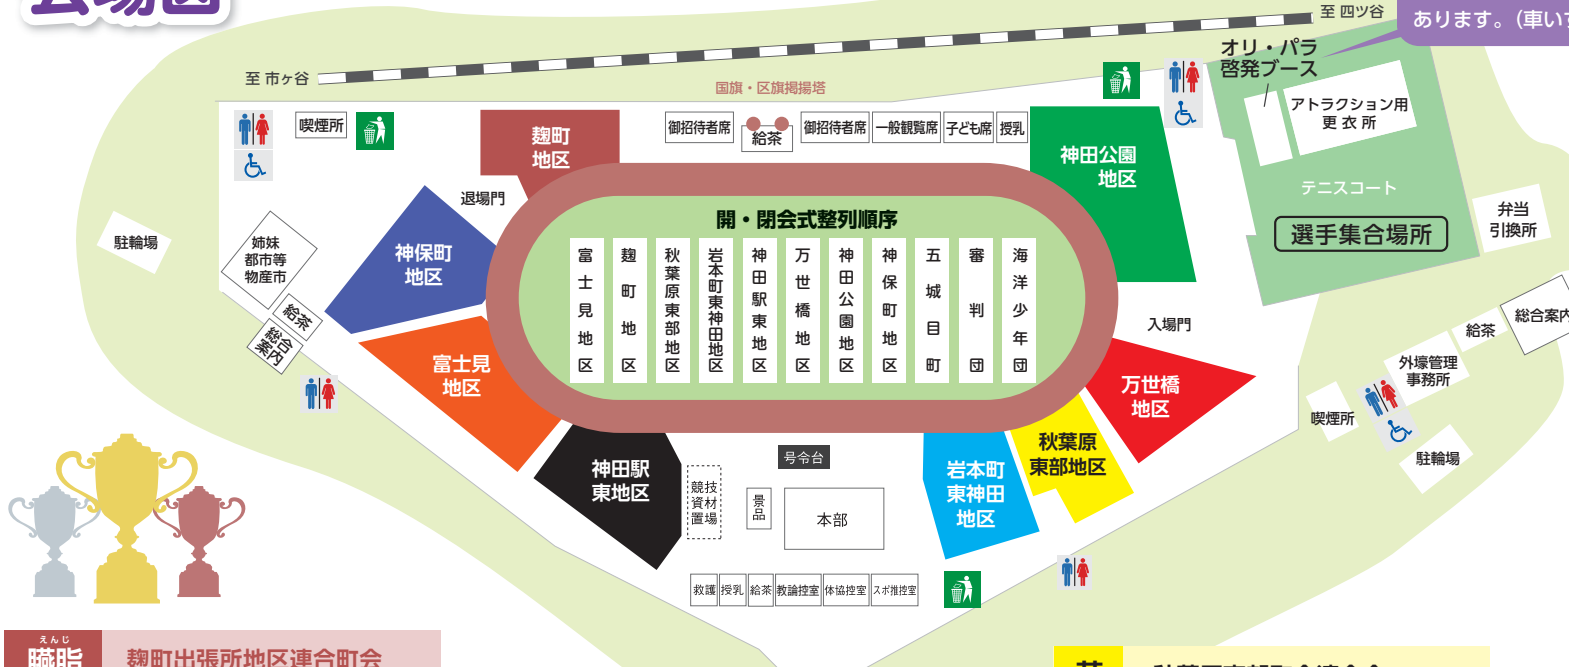 会場図
至 四ツ谷
あります。（車いす
オリ・パラ
啓発ブース
至 市ヶ谷
国旗・区旗掲揚塔
アトラクション用
更衣所
喫煙所
麹町
地区
御招待者席
給茶
御招待者席
一般観覧席
子ども席
授乳
神田公園
地区
テニスコート
退場門
選手集合場所
弁当
引換所
駐輪場
姉妹
都市等
物産市
神保町
地区
開・閉会式整列順序
富士見地区
麹町地区
秋葉原東部地区
岩本町東神田地区
神田駅東地区
万世橋地区
神田公園地区
神保町地区
五城目町
審判団
海洋少年団
給茶
総合
案内
入場門
給茶
総合案内
外壕管理
事務所
富士見
地区
万世橋
地区
喫煙所
駐輪場
神田駅
東地区
競技
資材
置場
号令台
景品
本部
岩本町
東神田
地区
秋葉原
東部地区
救護
授乳
給茶
教論控室
体協控室
スポ推控室
えんじ
臙脂
麹町出張所地区連合町会